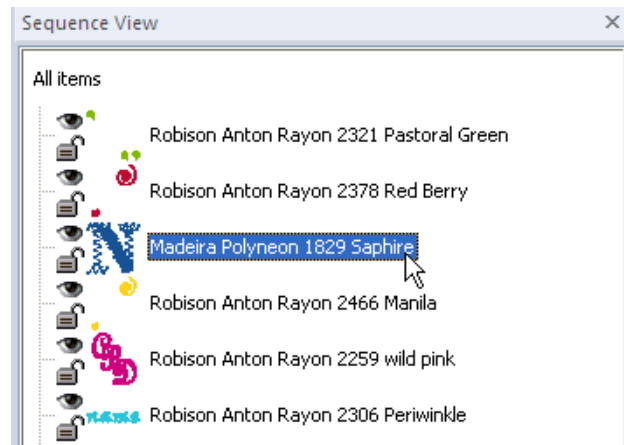 Sequence View
All items
Robison Anton Rayon 2321 Pastoral Green
Robison Anton Rayon 2378 Red Berry
N
Madeira Polyneon 1829 Saphire
Robison Anton Rayon 2466 Manila
Robison Anton Rayon 2259 wild pink
name
Robison Anton Rayon 2306 Periwinkle